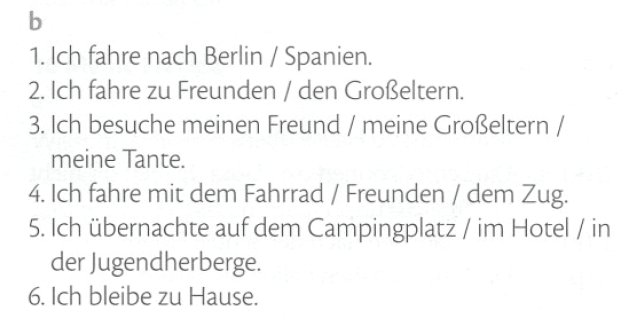 b
1. Ich fahre nach Berlin / Spanien.
2. Ich fahre zu Freunden / den Großeltern.
3. Ich besuche meinen Freund / meine Großeltern /
meine Tante.
4. Ich fahre mit dem Fahrrad / Freunden / dem Zug.
5. Ich übernachte auf dem Campingplatz / im Hotel / in
der Jugendherberge.
6. Ich bleibe zu Hause.